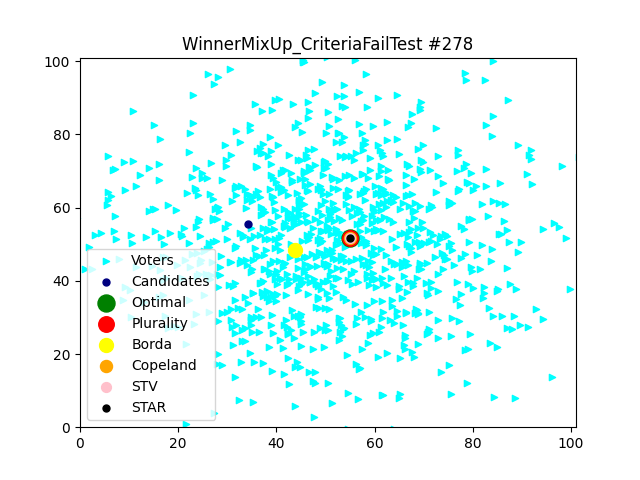 WinnerMixUp_CriteriaFailTest #278
100
80
60
40
20
0
Voters
Candidates
Optimal
Plurality
Borda
Copeland
STV
STAR
0 20 40 60 80 100